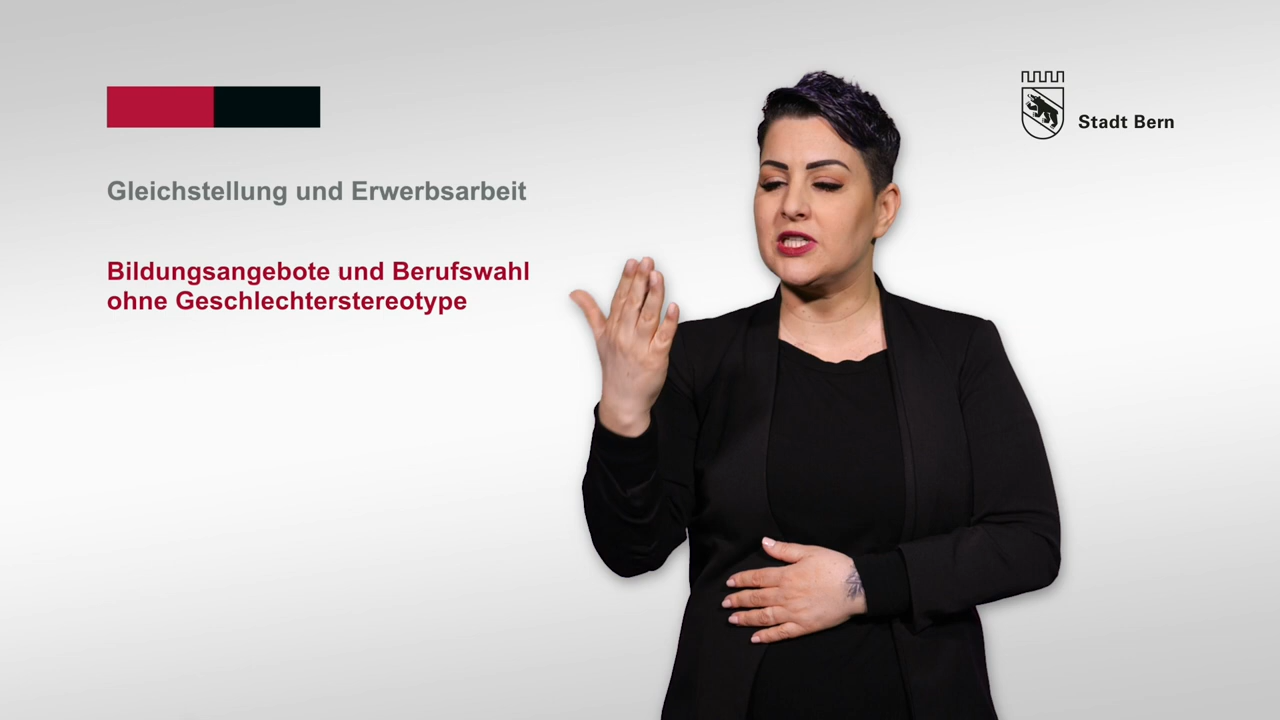 Gleichstellung und Erwerbsarbeit
Bildungsangebote und Berufswahl
ohne Geschlechterstereotype
Stadt Bern